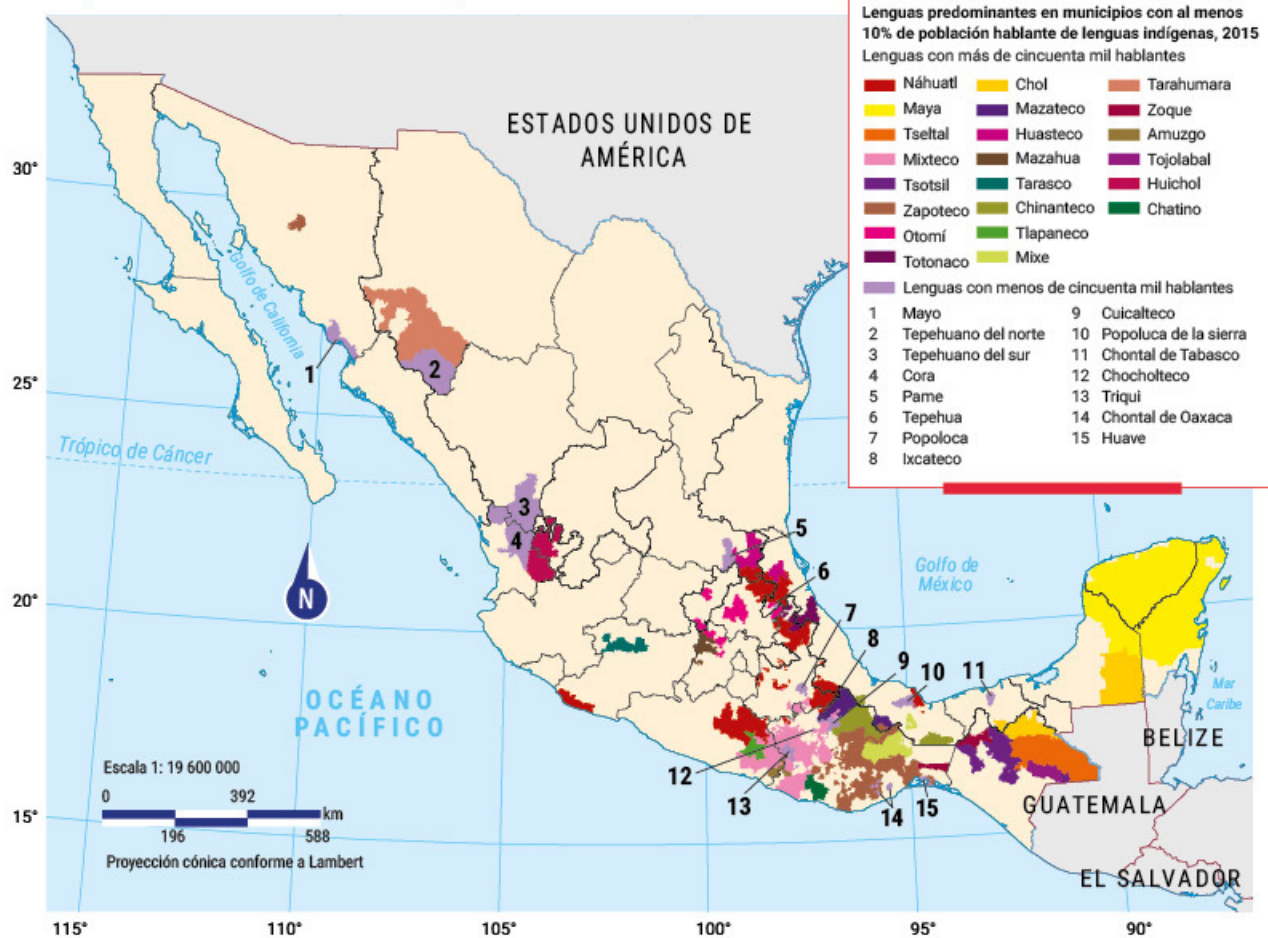 Lenguas predominantes en municipios con al menos
10% de población hablante de lenguas indígenas, 2015
Lenguas con más de cincuenta mil hablantes
Náhuatl
Maya
Tseltal
Mixteco
Tsotsil
Zapoteco
Otomí
Totonaco
Chol
Mazateco
Huasteco
Mazahua
Tarasco
Chinanteco
Tlapaneco
Mixe
Tarahumara
Zoque
Amuzgo
Tojolabal
Huichol
Chatino
Lenguas con menos de cincuenta mil hablantes
1 Mayo
2 Tepehuano del norte
3 Tepehuano del sur
4 Cora
5 Pame
6 Tepehua
7 Popoloca
8 Ixcateco
9 Cuicalteco
10 Popoluca de la sierra
11 Chontal de Tabasco
12 Chocholteco
13 Triqui
14 Chontal de Oaxaca
15 Huave
ESTADOS UNIDOS DE
AMÉRICA
30°
25°
20°
15°
Golfo de California
Trópico de Cáncer
1
2
3
4
5
6
7
8
9
10
11
12
13
14
15
N
Golfo de
México
OCÉANO
PACÍFICO
Mar
Caribe
BELIZE
GUATEMALA
EL SALVADOR
Escala 1: 19 600 000
0 392 km
196 588
Proyección cónica conforme a Lambert
115° 110° 105° 100° 95° 90°